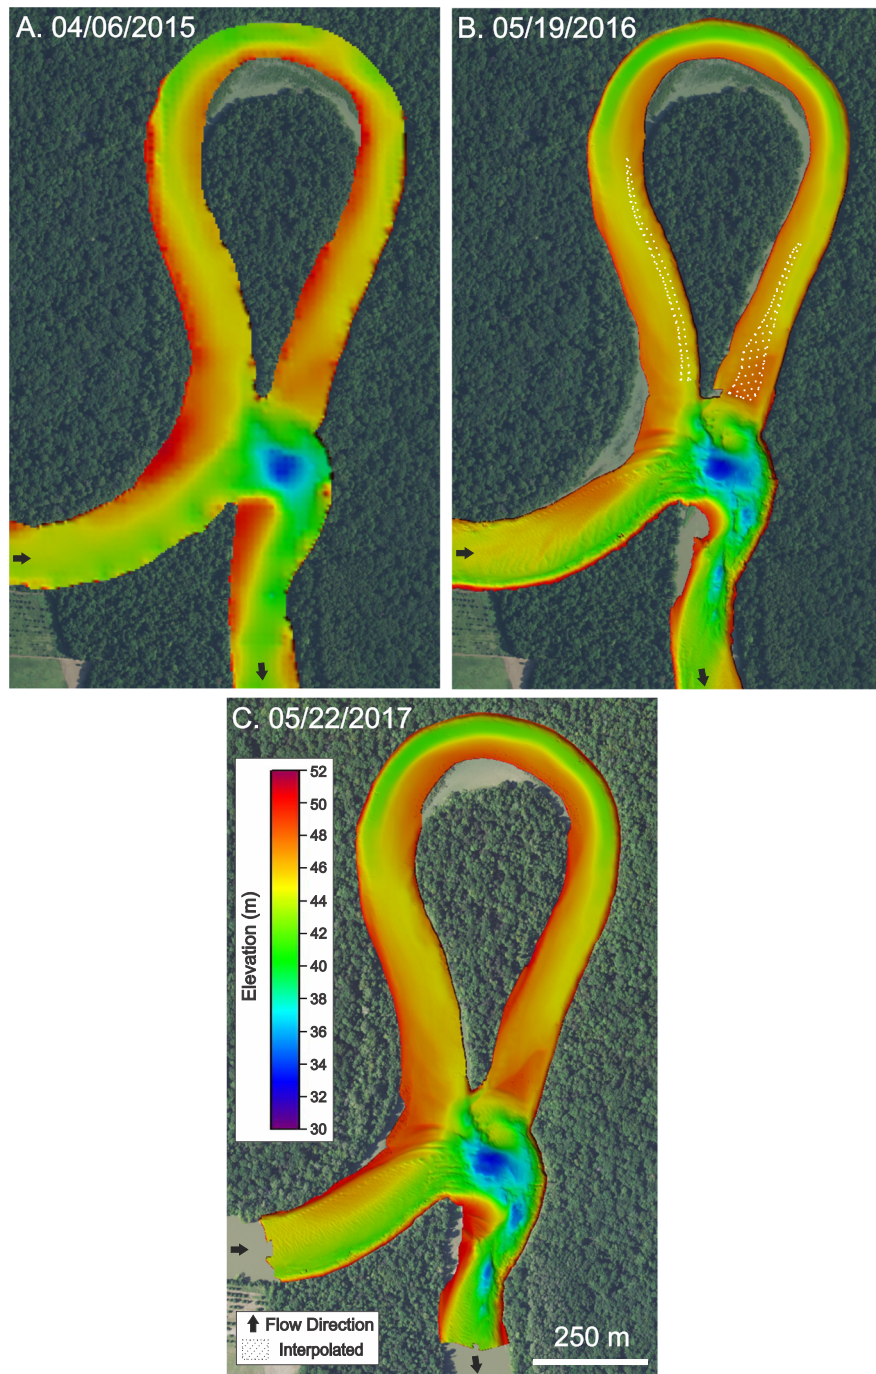 A. 04/06/2015
B. 05/19/2016
C. 05/22/2017
Elevation (m)
52
50
48
46
44
42
40
38
36
34
32
30
Flow Direction
Interpolated
250 m